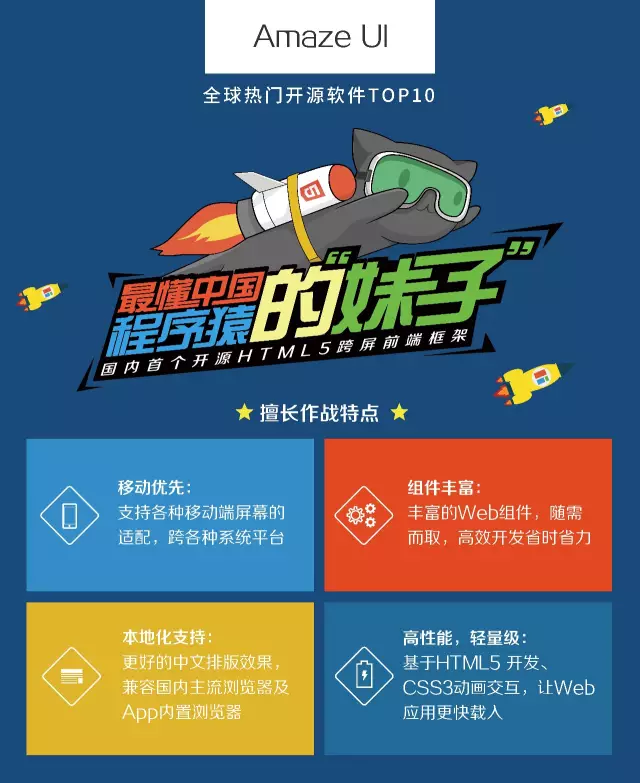 Amaze UI
全球热门开源软件TOP10
5
最懂中国
程序猿的“妹子”
国内首个开源HTML5跨屏前端框架
擅长作战特点
移动优先：
支持各种移动端屏幕的
适配，跨各种系统平台
组件丰富：
丰富的Web组件，随需
而取，高效开发省时省力
本地化支持：
更好的中文排版效果，
兼容国内主流浏览器及
App内置浏览器
高性能，轻量级：
基于HTML5 开发、
CSS3动画交互，让Web
应用更快载入